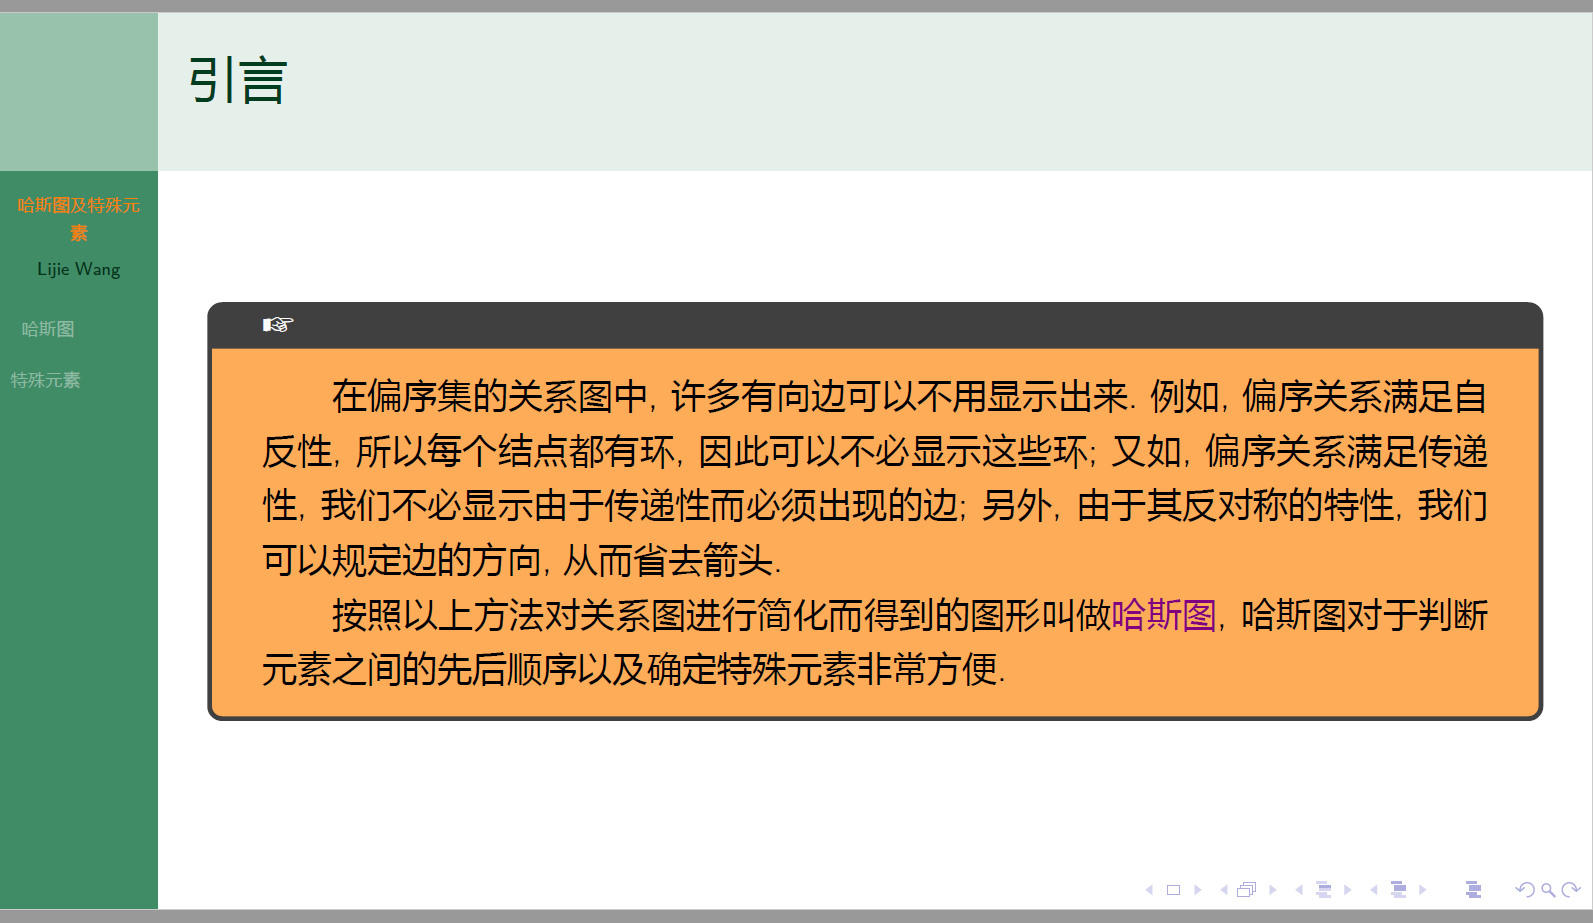 引言
哈斯图及特殊元
素
Lijie Wang
哈斯图
特殊元素
☞
在偏序集的关系图中, 许多有向边可以不用显示出来. 例如, 偏序关系满足自
反性, 所以每个结点都有环, 因此可以不必显示这些环; 又如, 偏序关系满足传递
性, 我们不必显示由于传递性而必须出现的边; 另外, 由于其反对称的特性, 我们
可以规定边的方向, 从而省去箭头.
按照以上方法对关系图进行简化而得到的图形叫做哈斯图, 哈斯图对于判断
元素之间的先后顺序以及确定特殊元素非常方便.